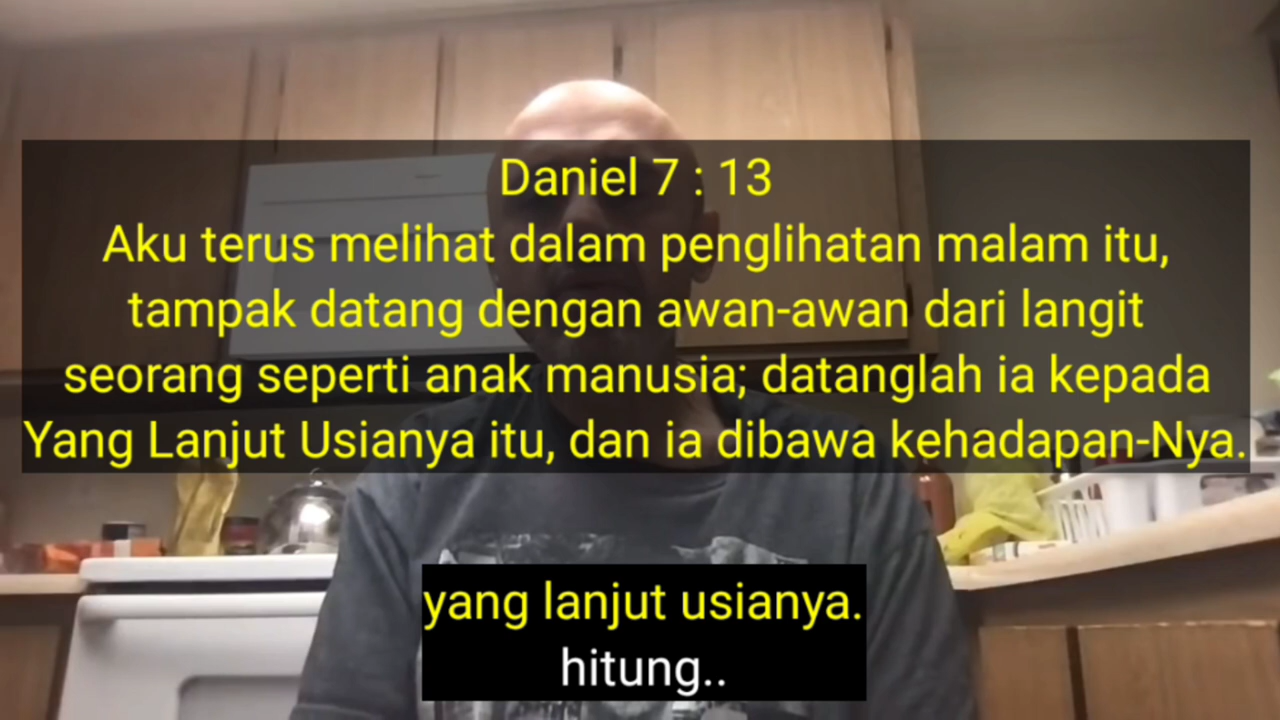 Daniel 7 : 13
Aku terus melihat dalam penglihatan malam itu,
tampak datang dengan awan-awan dari langit
seorang seperti anak manusia; datanglah ia kepada
Yang Lanjut Usianya itu, dan ia dibawa kehadapan-Nya.
yang lanjut usianya.
hitung..